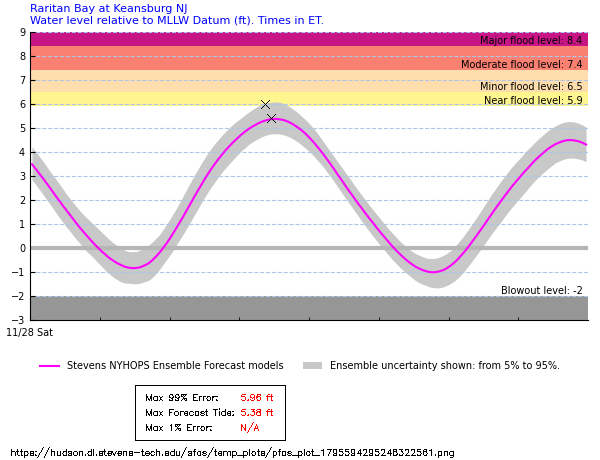 Raritan Bay at Keansburg NJ
Water level relative to MLLW Datum (ft). Times in ET.
9
Major flood level: 8.4
8
Moderate flood level: 7.4
7
Minor flood level: 6.5
6
Near flood level: 5.9
5
4
3
2
1
0
−1
Blowout level: -2
−2
−3
11/28 Sat
Stevens NYHOPS Ensemble Forecast models
Ensemble uncertainty shown: from 5% to 95%.
Max 99% Error: 5.96 ft
Max Forecast Tide: 5.38 ft
Max 1% Error: N/A
https://hudson.dl.stevens-tech.edu/sfas/temp_plots/pfas_plot_1795594295246322561.png